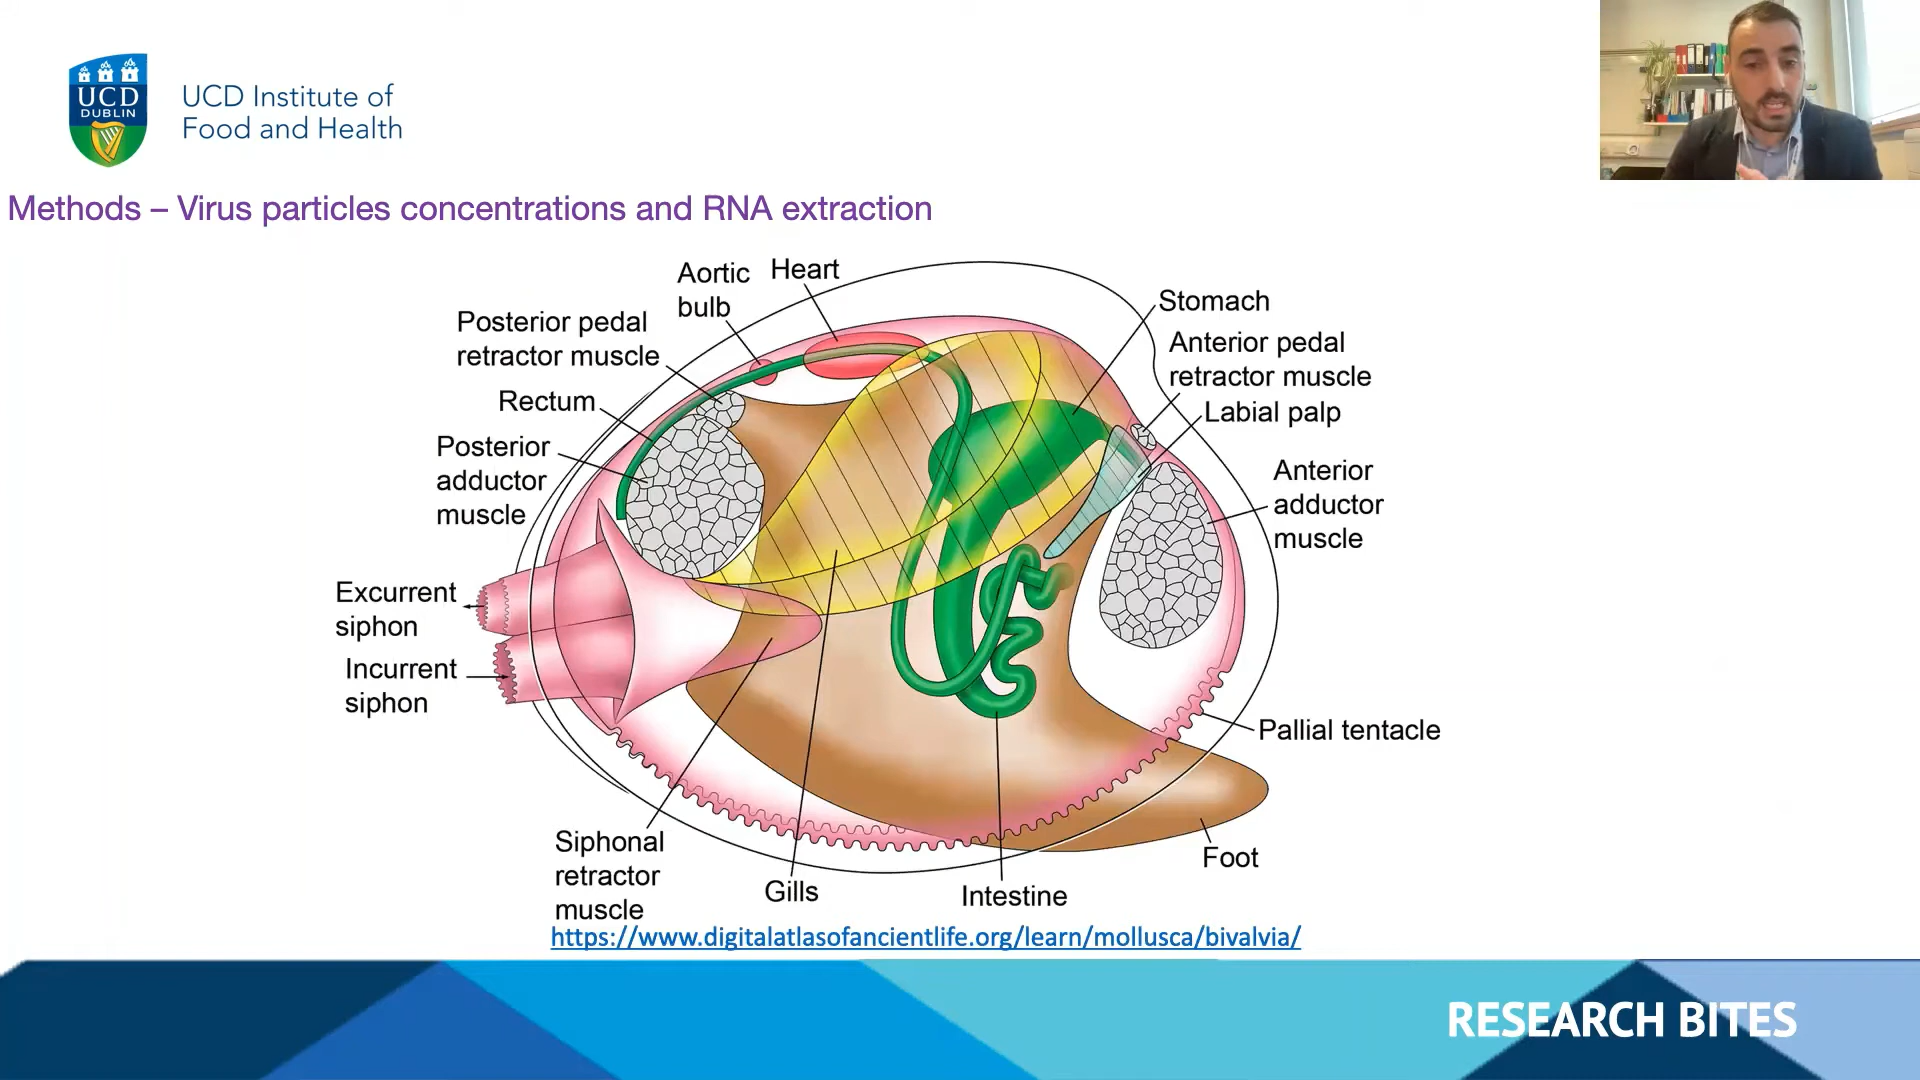 UCD
DUBLIN
UCD Institute of
Food and Health
Methods – Virus particles concentrations and RNA extraction
Aortic
bulb
Heart
Posterior pedal
retractor muscle
Rectum
Posterior
adductor
muscle
Excurrent
siphon
Incurrent
siphon
Stomach
Anterior pedal
retractor muscle
Labial palp
Anterior
adductor
muscle
Pallial tentacle
Foot
Siphonal
retractor
muscle
Gills
Intestine
https://www.digitalatlasofancientlife.org/learn/mollusca/bivalvia/
RESEARCH BITES